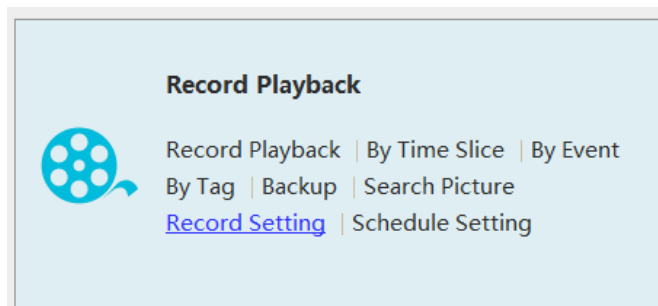 Record Playback
Record Playback | By Time Slice | By Event
By Tag | Backup | Search Picture
Record Setting | Schedule Setting